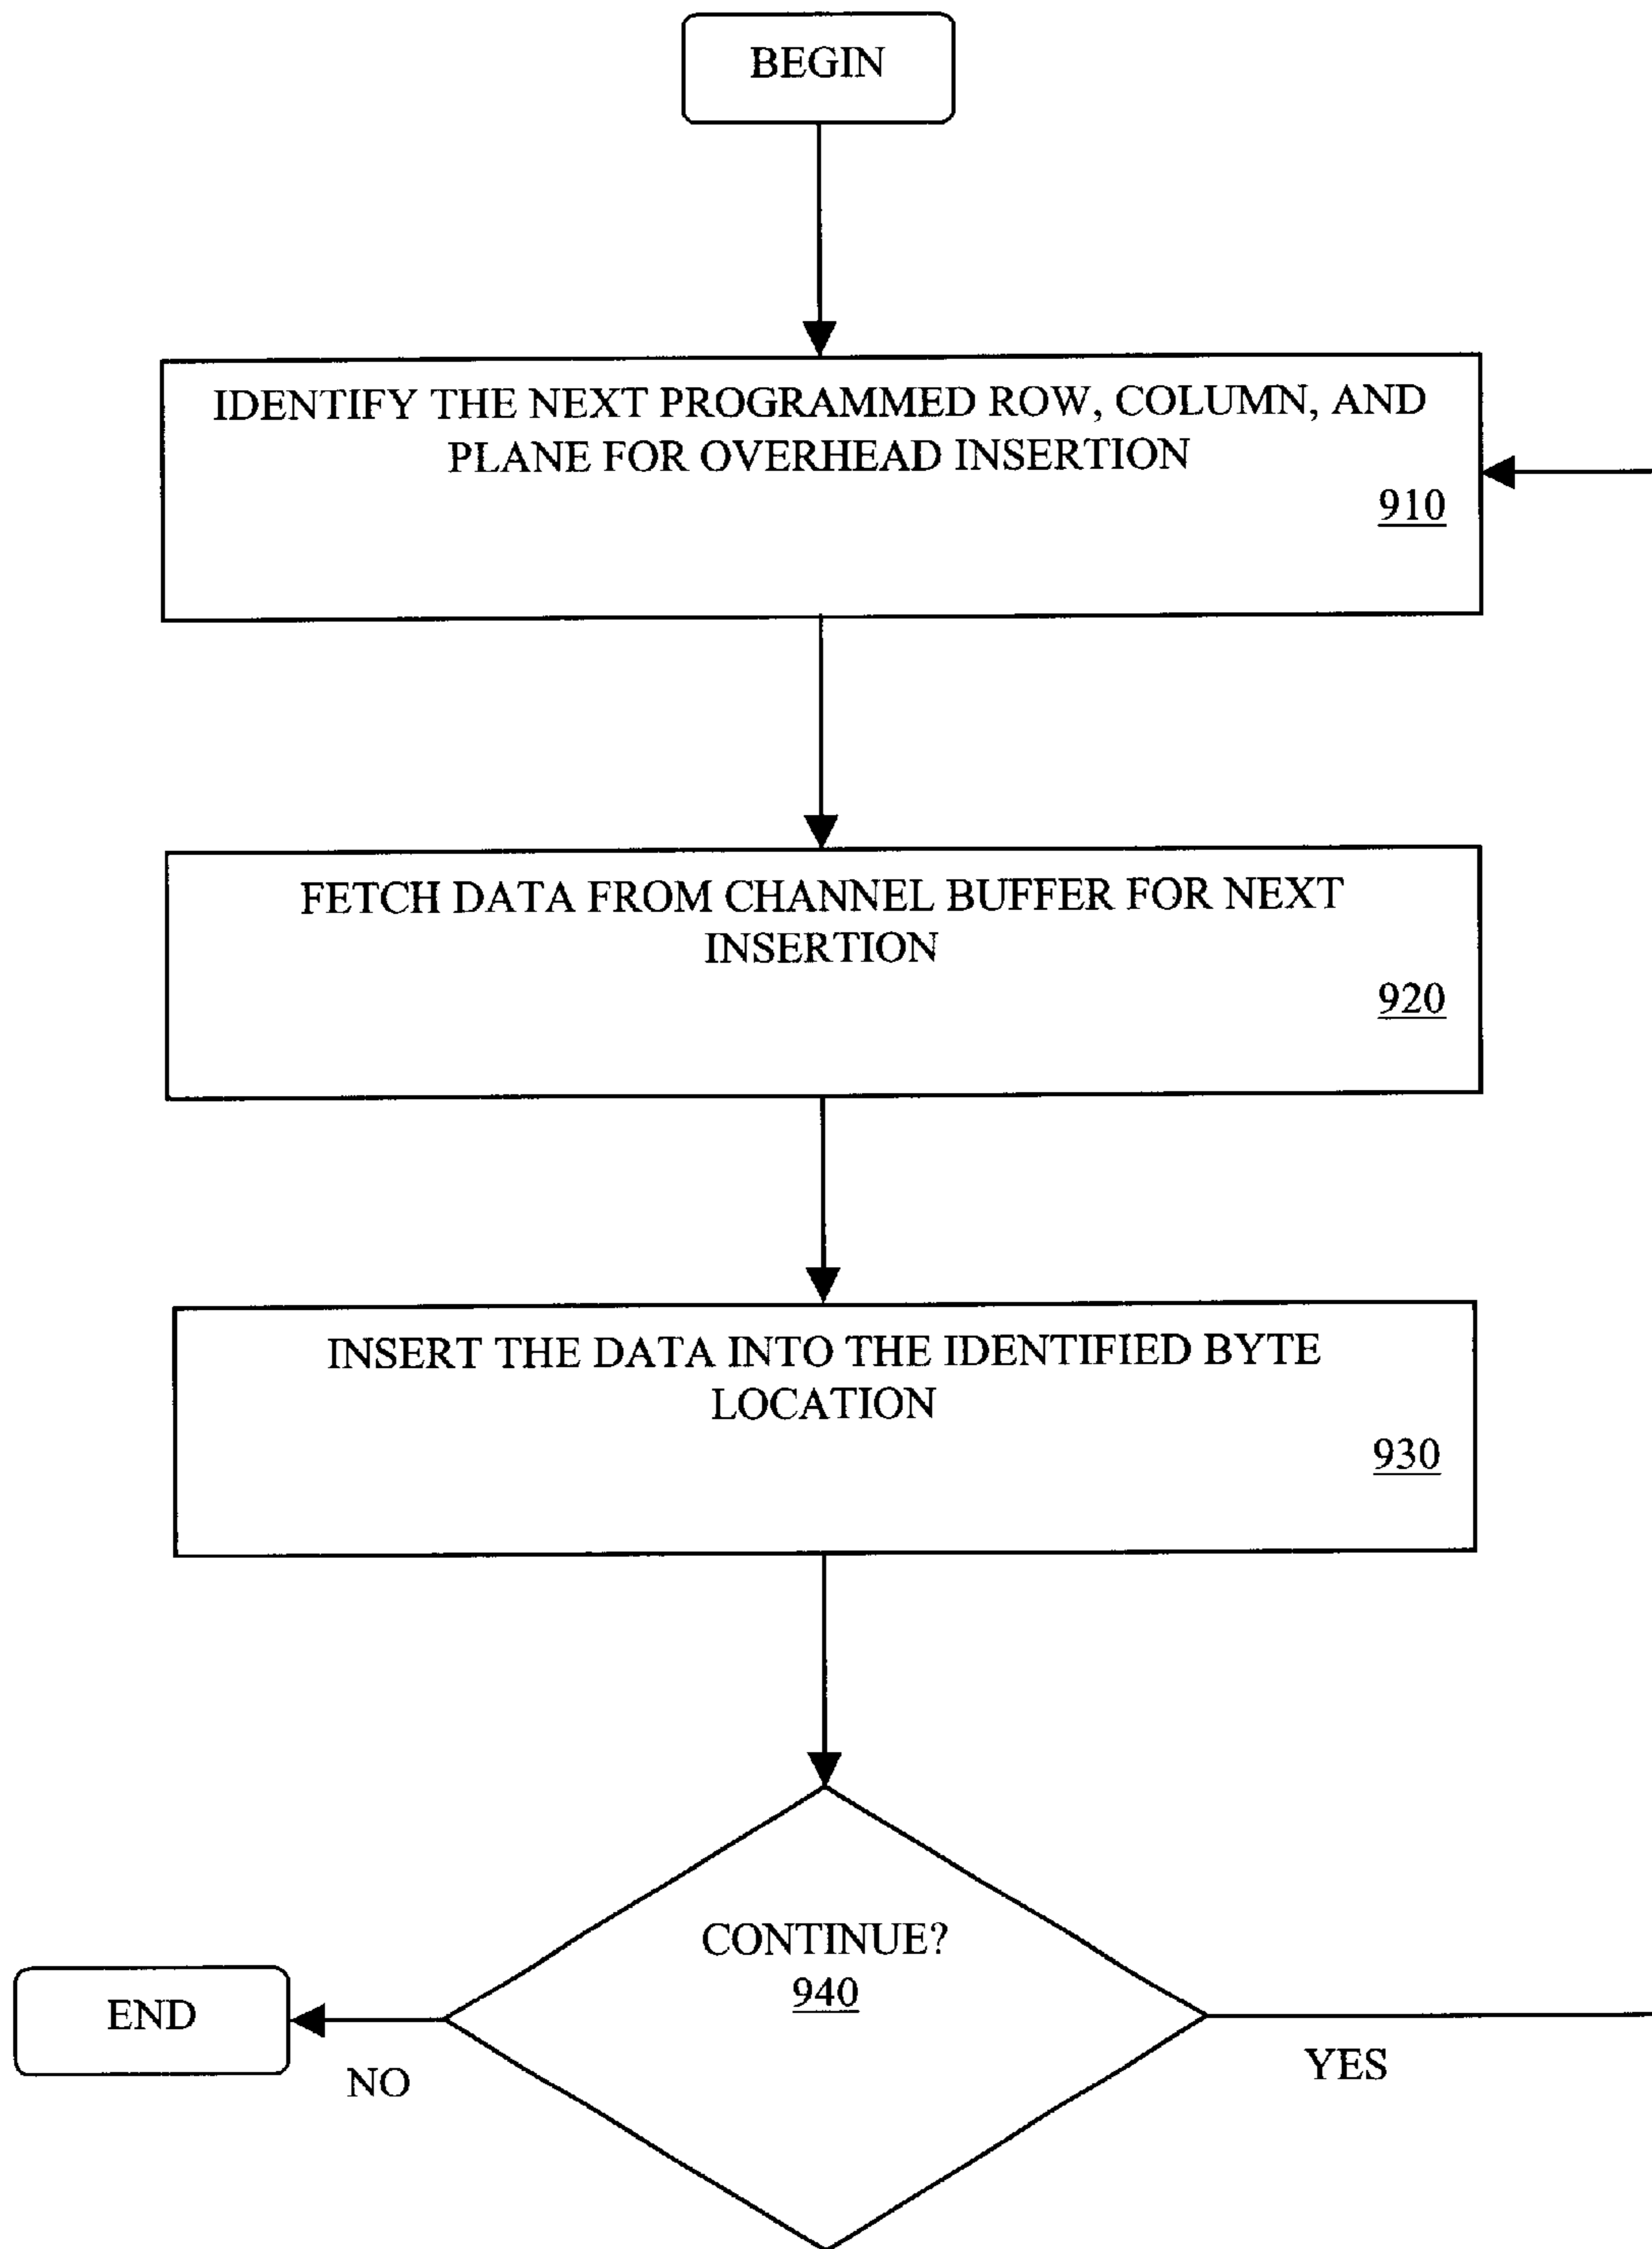 BEGIN
IDENTIFY THE NEXT PROGRAMMED ROW, COLUMN, AND
PLANE FOR OVERHEAD INSERTION
910
FETCH DATA FROM CHANNEL BUFFER FOR NEXT
INSERTION
920
INSERT THE DATA INTO THE IDENTIFIED BYTE
LOCATION
930
CONTINUE?
940
END
NO
YES